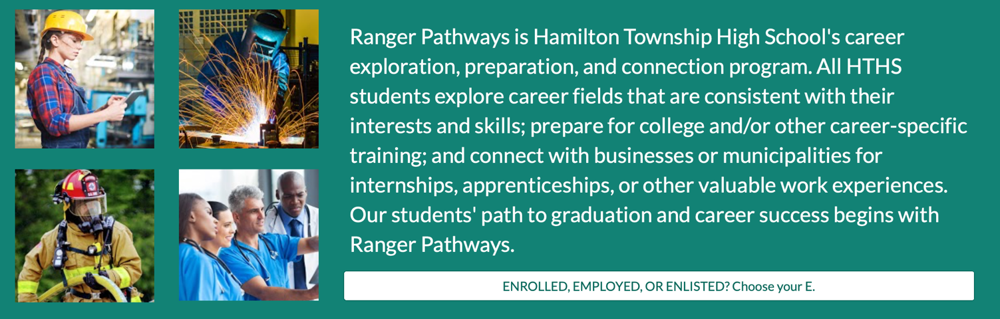 Ranger Pathways is Hamilton Township High School's career
exploration, preparation, and connection program. All HTHS
students explore career fields that are consistent with their
interests and skills; prepare for college and/or other career-specific
training; and connect with businesses or municipalities for
internships, apprenticeships, or other valuable work experiences.
Our students' path to graduation and career success begins with
Ranger Pathways.
ENROLLED, EMPLOYED, OR ENLISTED? Choose your E.